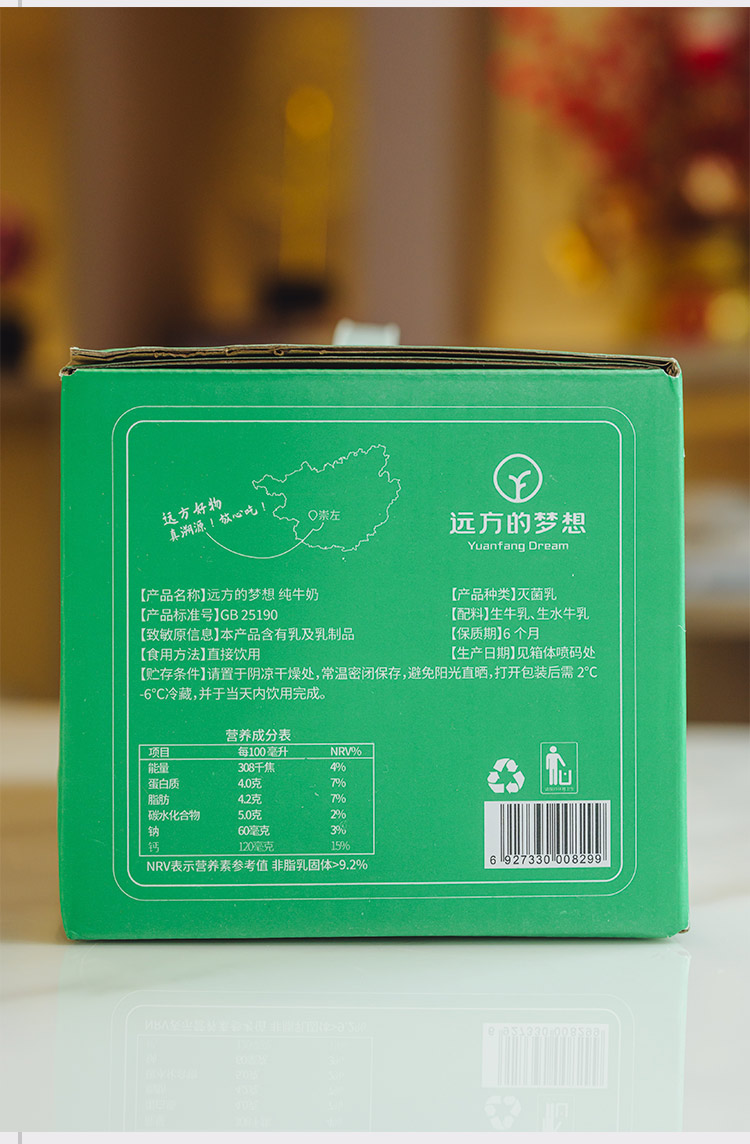 远方好物
真溯源！放心吃！
崇左
远方的梦想
Yuanfang Dream
【产品名称】远方的梦想 纯牛奶
【产品标准号】GB 25190
【致敏原信息】本产品含有乳及乳制品
【食用方法】直接饮用
【产品种类】灭菌乳
【配料】生牛乳、生水牛乳
【保质期】6 个月
【生产日期】见箱体喷码处
【贮存条件】请置于阴凉干燥处，常温密闭保存，避免阳光直晒，打开包装后需 2℃
-6℃冷藏，并于当天内饮用完成。
营养成分表
项目 每100 毫升 NRV%
能量 308千焦 4%
蛋白质 4.0克 7%
脂肪 4.2克 7%
碳水化合物 5.0克 2%
钠 60毫克 3%
钙 120毫克 15%
NRV表示营养素参考值 非脂乳固体>9.2%
6 927330 008299